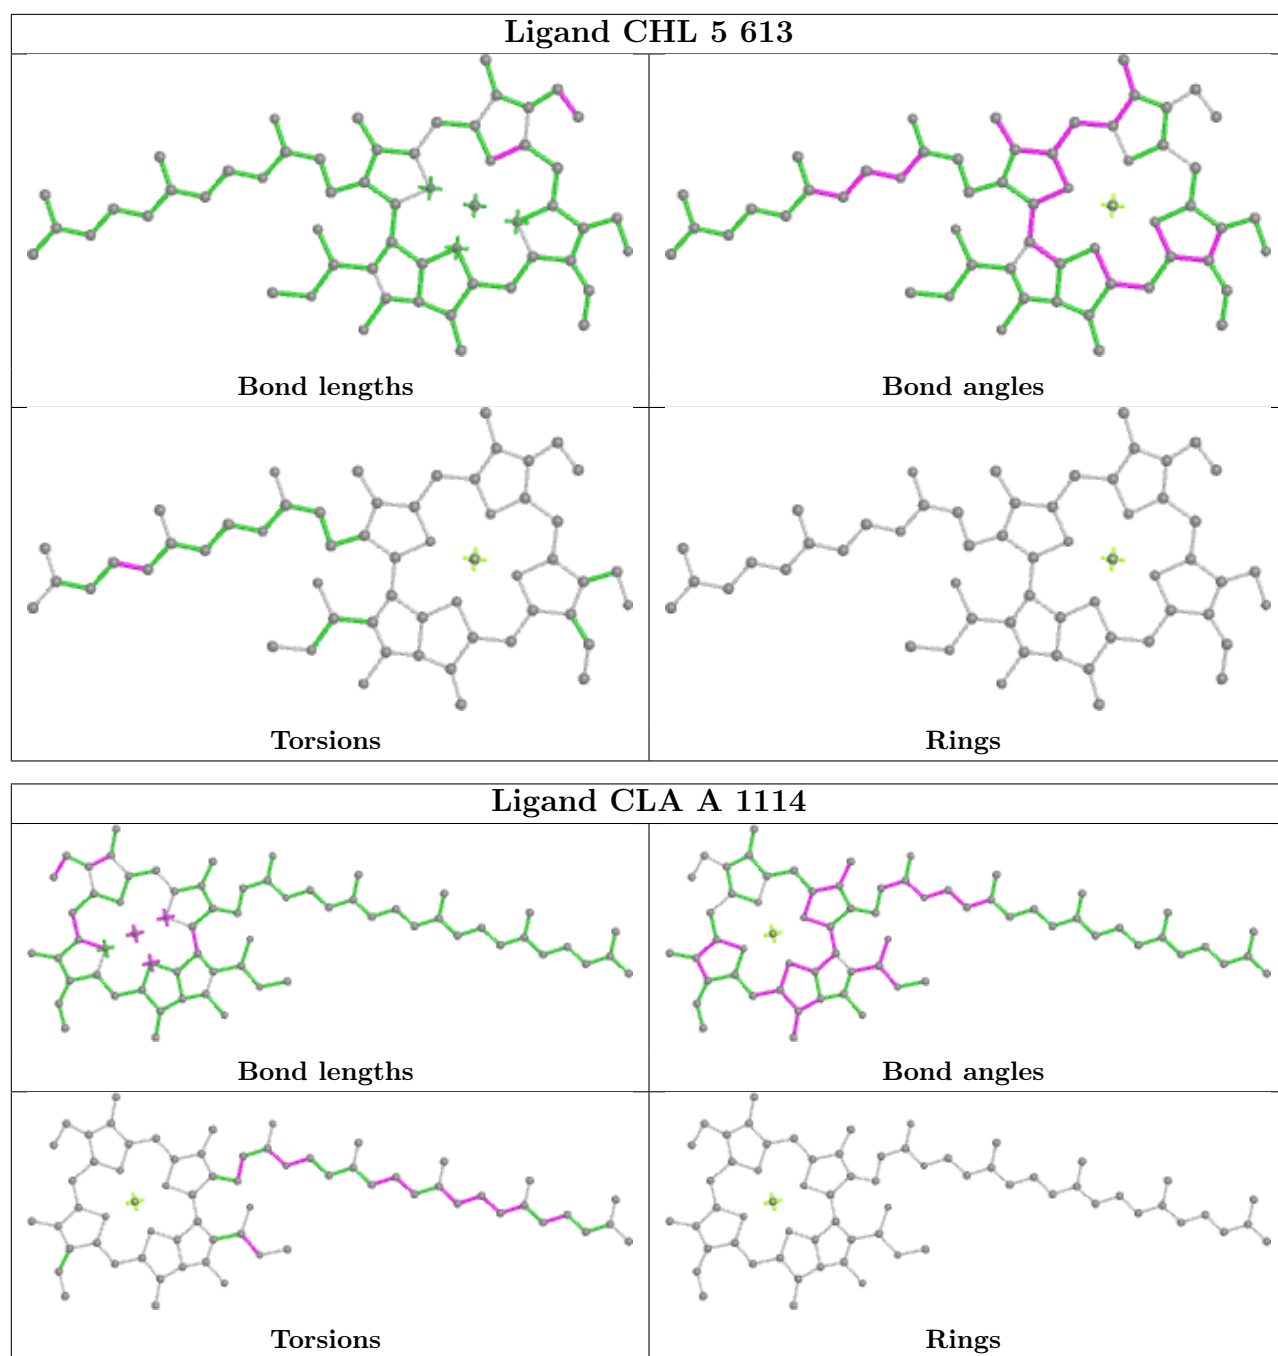 Ligand CHL 5 613
Bond lengths
Bond angles
Torsions
Rings
Ligand CLA A 1114
Bond lengths
Bond angles
Torsions
Rings